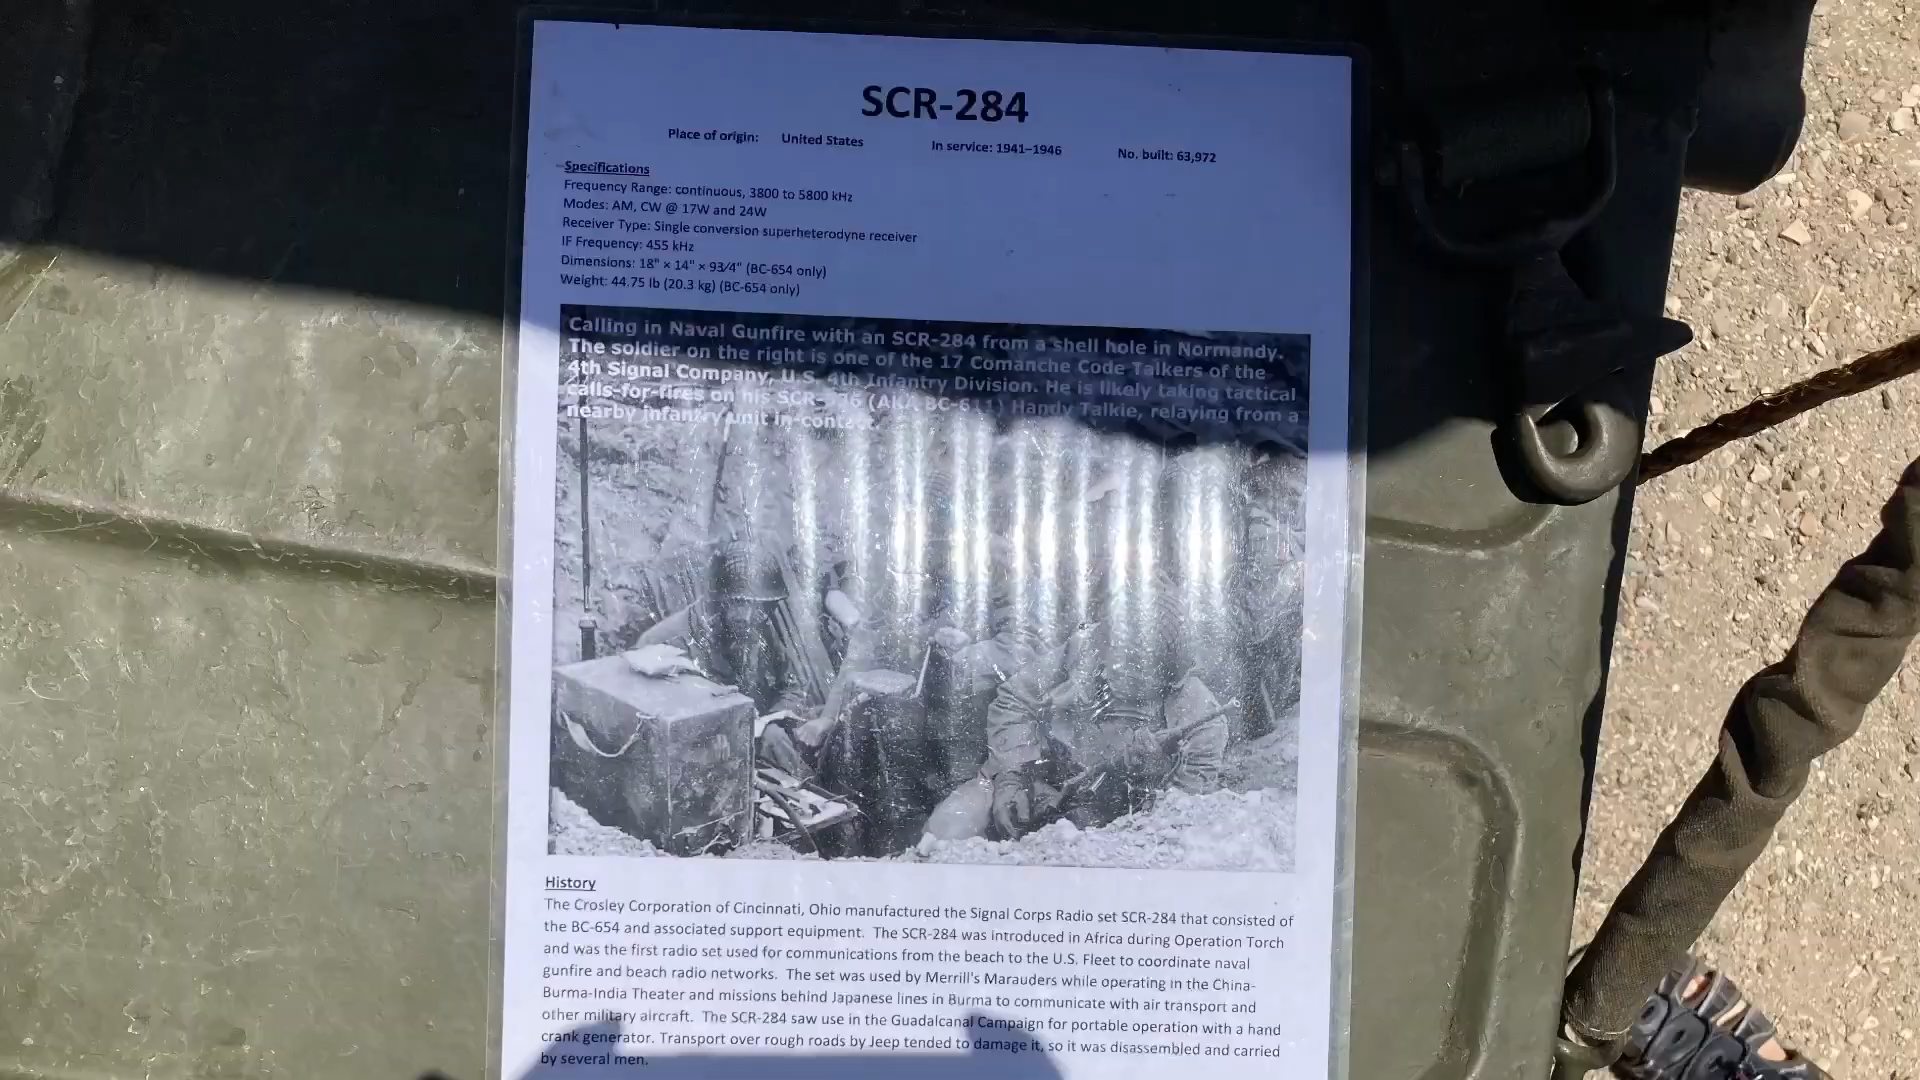 SCR-284
Place of origin: United States In service: 1941–1946 No. built: 63,972
Specifications
Frequency Range: continuous, 3800 to 5800 kHz
Modes: AM, CW @ 17W and 24W
Receiver Type: Single conversion superheterodyne receiver
IF Frequency: 455 kHz
Dimensions: 18" × 14" × 93/4" (BC-654 only)
Weight: 44.75 lb (20.3 kg) (BC-654 only)
Calling in Naval Gunfire with an SCR-284 from a shell hole in Normandy.
The soldier on the right is one of the 17 Comanche Code Talkers of the
4th Signal Company, U.S. 4th Infantry Division. He is likely taking tactical
calls-for-fires on his (AKA BC-611) Handy Talkie, relaying from a
nearby infantry unit in-contact.
History
The Crosley Corporation of Cincinnati, Ohio manufactured the Signal Corps Radio set SCR-284 that consisted of
the BC-654 and associated support equipment. The SCR-284 was introduced in Africa during Operation Torch
and was the first radio set used for communications from the beach to the U.S. Fleet to coordinate naval
gunfire and beach radio networks. The set was used by Merrill's Marauders while operating in the China-
Burma-India Theater and missions behind Japanese lines in Burma to communicate with air transport and
other military aircraft. The SCR-284 saw use in the Guadalcanal Campaign for portable operation with a hand
crank generator. Transport over rough roads by Jeep tended to damage it, so it was disassembled and carried
by several men.